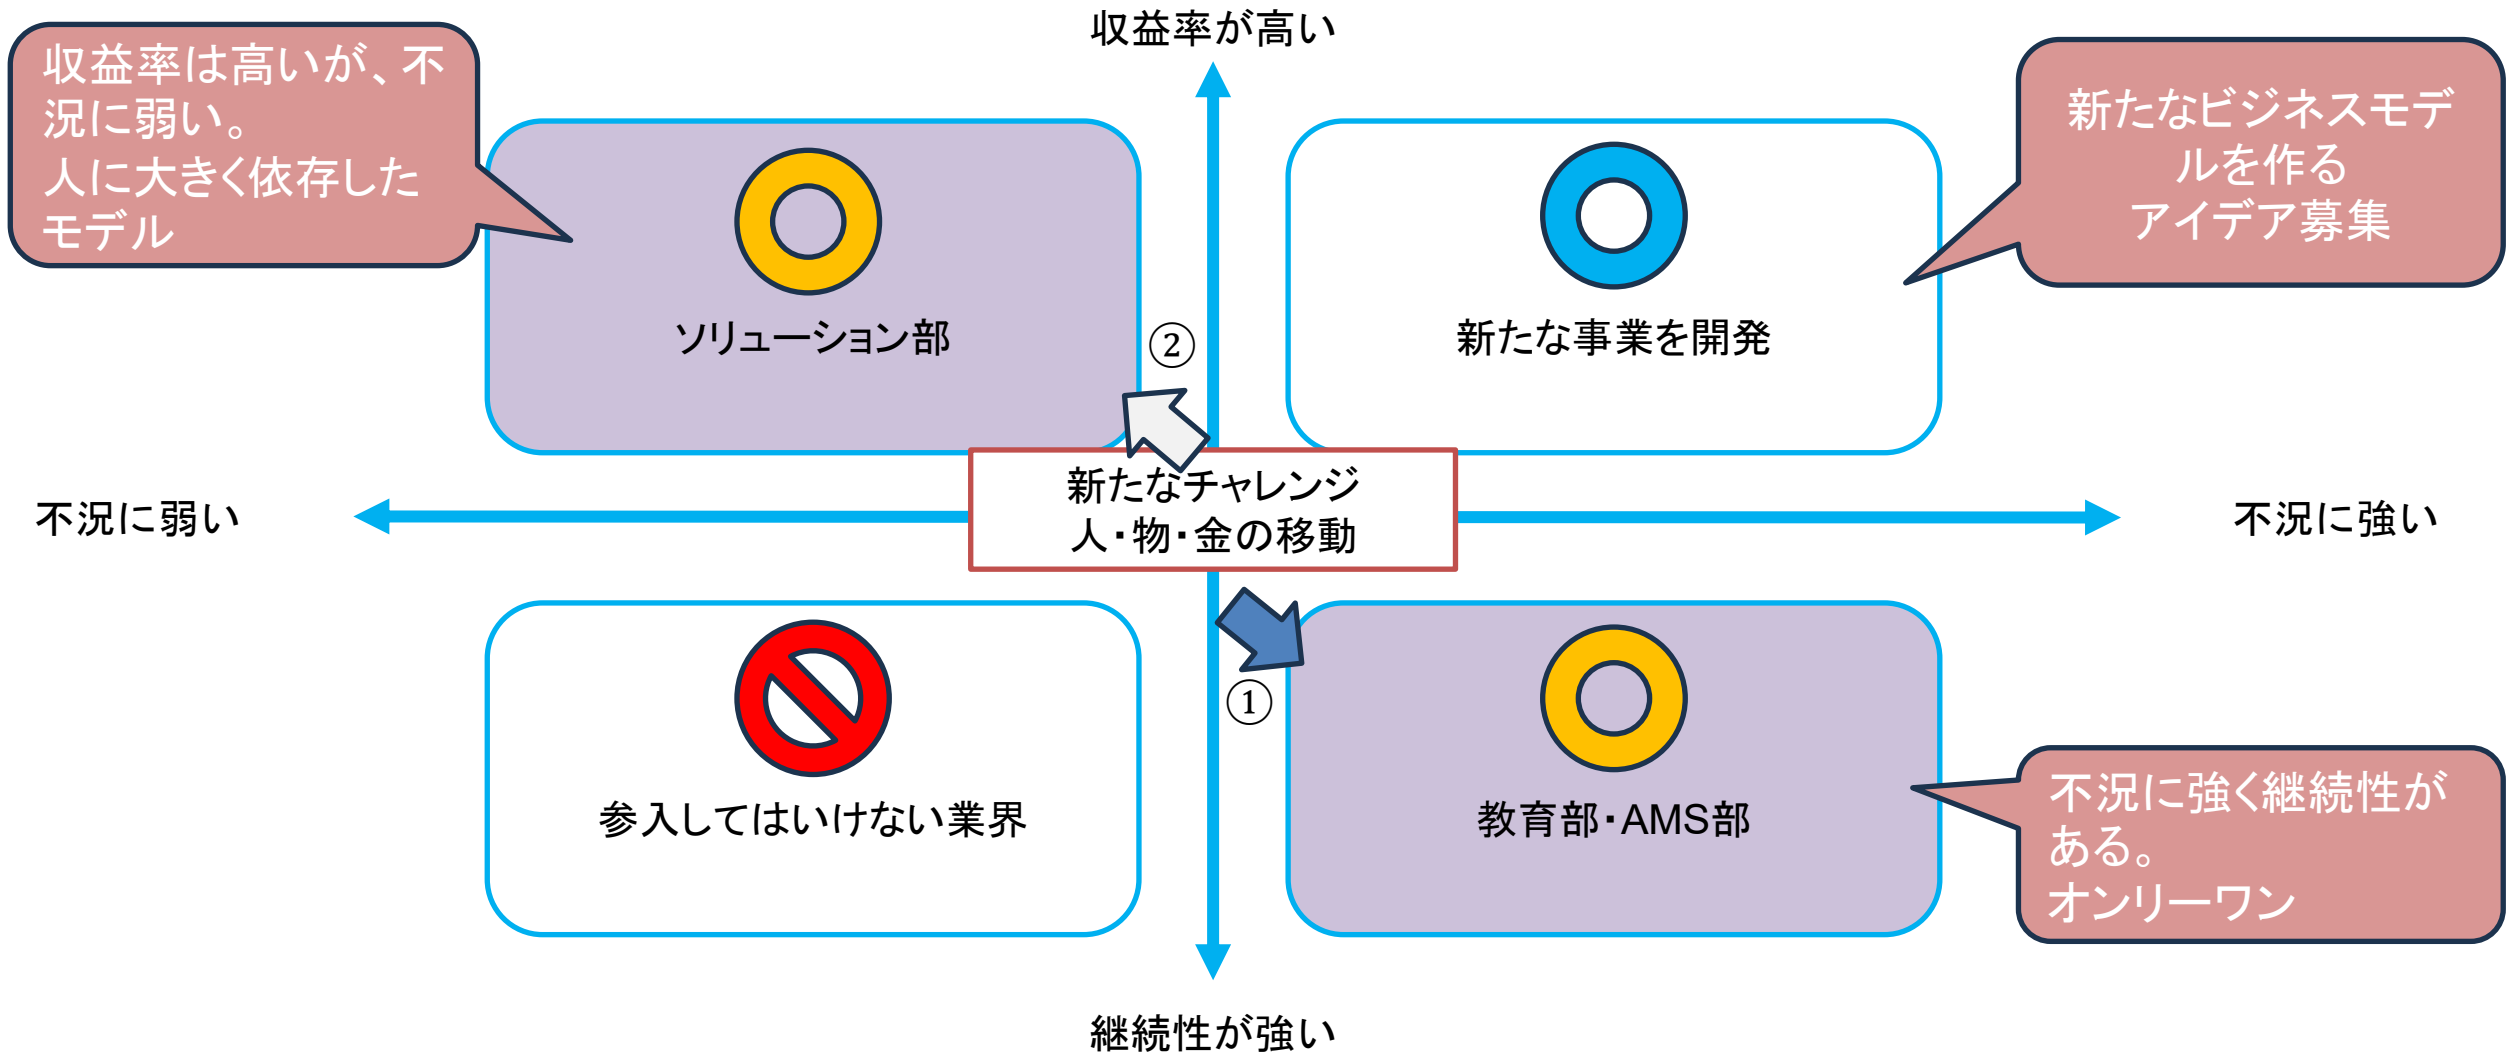 収益率が高い
収益率は高いが、不
況に弱い。
人に大きく依存した
モデル
新たなビジネスモデ
ルを作る
アイデア募集
ソリューション部
②
新たな事業を開発
不況に弱い
新たなチャレンジ
人・物・金の移動
不況に強い
①
参入してはいけない業界
教育部・AMS部
不況に強く継続性が
ある。
オンリーワン
継続性が強い